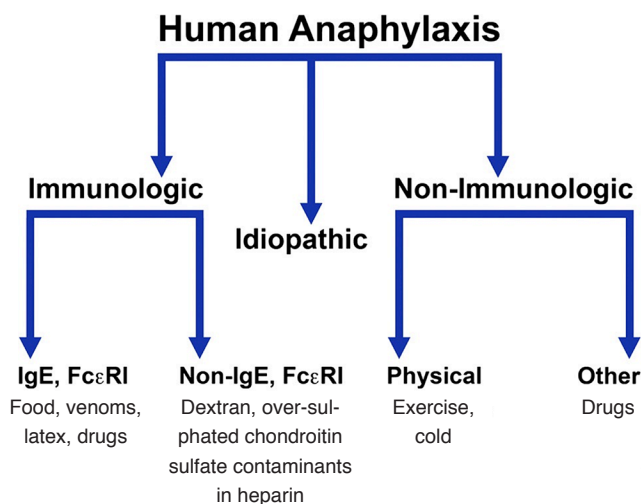 Human Anaphylaxis
Immunologic
Non-Immunologic
Idiopathic
IgE, FcεRI
Food, venoms,
latex, drugs
Non-IgE, FcεRI
Dextran, over-sul-
phated chondroitin
sulfate contaminants
in heparin
Physical
Exercise,
cold
Other
Drugs